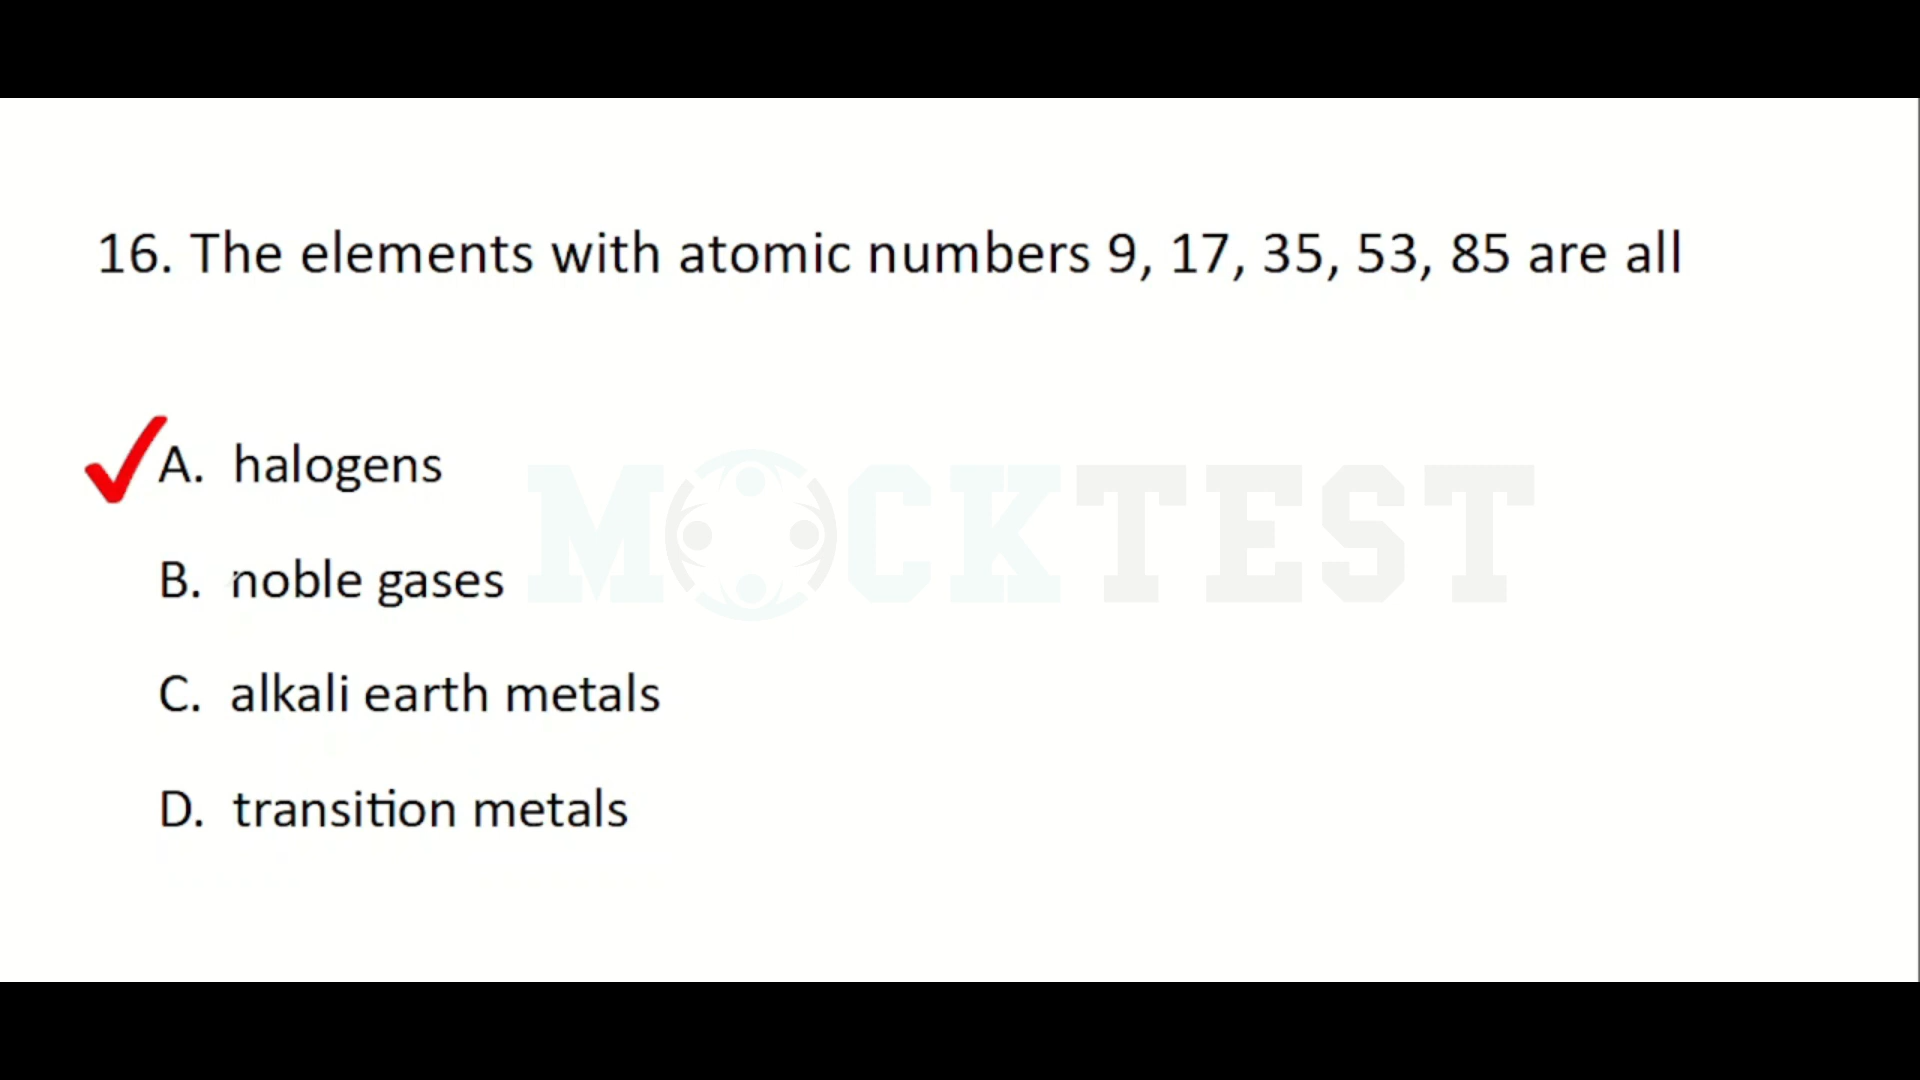 16. The elements with atomic numbers 9, 17, 35, 53, 85 are all
A. halogens
B. noble gases
C. alkali earth metals
D. transition metals
MOCKTEST